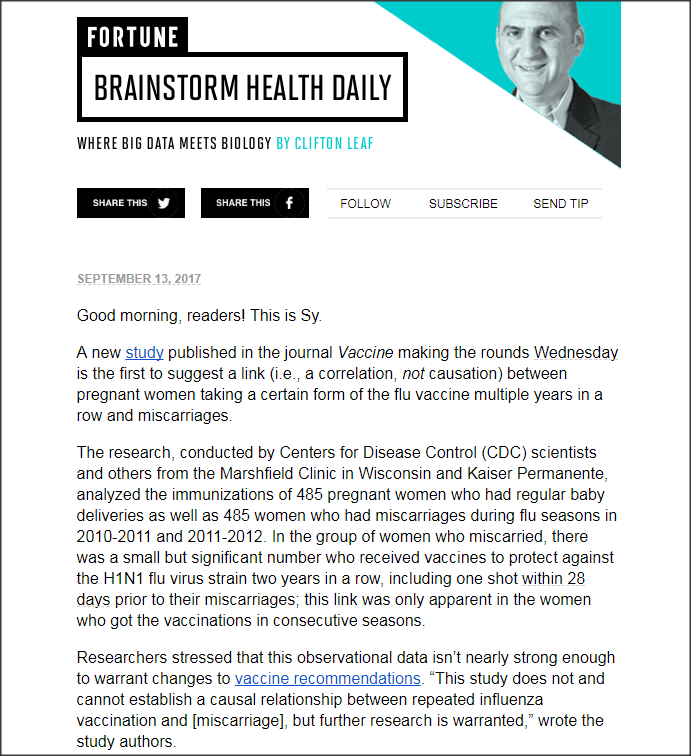 FORTUNE
BRAINSTORM HEALTH DAILY
WHERE BIG DATA MEETS BIOLOGY BY CLIFTON LEAF
SHARE THIS SHARE THIS FOLLOW SUBSCRIBE SEND TIP
SEPTEMBER 13, 2017
Good morning, readers! This is Sy.
A new study published in the journal Vaccine making the rounds Wednesday
is the first to suggest a link (i.e., a correlation, not causation) between
pregnant women taking a certain form of the flu vaccine multiple years in a
row and miscarriages.
The research, conducted by Centers for Disease Control (CDC) scientists
and others from the Marshfield Clinic in Wisconsin and Kaiser Permanente,
analyzed the immunizations of 485 pregnant women who had regular baby
deliveries as well as 485 women who had miscarriages during flu seasons in
2010-2011 and 2011-2012. In the group of women who miscarried, there
was a small but significant number who received vaccines to protect against
the H1N1 flu virus strain two years in a row, including one shot within 28
days prior to their miscarriages; this link was only apparent in the women
who got the vaccinations in consecutive seasons.
Researchers stressed that this observational data isn’t nearly strong enough
to warrant changes to vaccine recommendations. “This study does not and
cannot establish a causal relationship between repeated influenza
vaccination and [miscarriage], but further research is warranted,” wrote the
study authors.